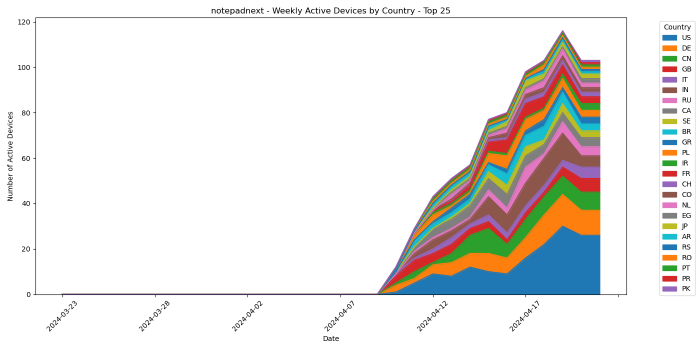 notepadnext - Weekly Active Devices by Country - Top 25
Number of Active Devices
120
100
80
60
40
20
0
2024-03-23
2024-03-28
2024-04-02
2024-04-07
2024-04-12
2024-04-17
Date
Country
US
DE
CN
GB
IT
IN
RU
CA
SE
BR
GR
PL
IR
FR
CH
CO
NL
EG
JP
AR
RS
RO
PT
PR
PK